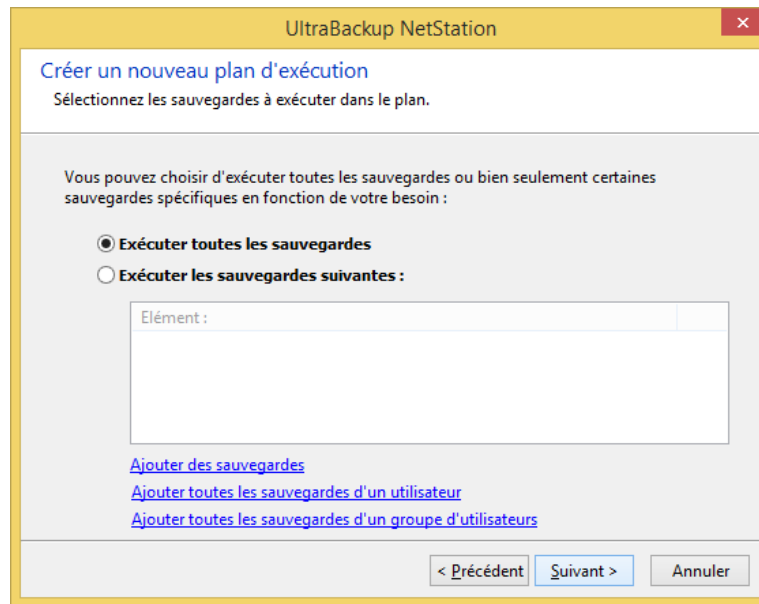 UltraBackup NetStation
Créer un nouveau plan d'exécution
Sélectionnez les sauvegardes à exécuter dans le plan.
Vous pouvez choisir d'exécuter toutes les sauvegardes ou bien seulement certaines
sauvegardes spécifiques en fonction de votre besoin :
Exécuter toutes les sauvegardes
Exécuter les sauvegardes suivantes :
Elément :
Ajouter des sauvegardes
Ajouter toutes les sauvegardes d'un utilisateur
Ajouter toutes les sauvegardes d'un groupe d'utilisateurs
< Précédent Suivant > Annuler